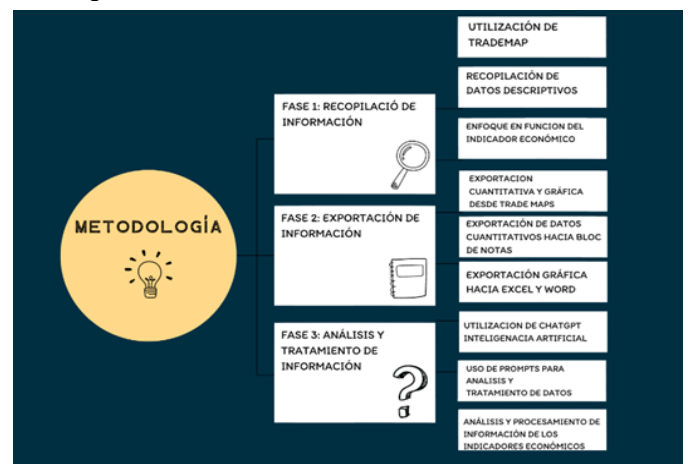 METODOLOGÍA
FASE 1: RECOPILACIÓ DE
INFORMACIÓN
UTILIZACIÓN DE
TRADEMAP
RECOPILACIÓN DE
DATOS DESCRIPTIVOS
ENFOQUE EN FUNCION DEL
INDICADOR ECONÓMICO
FASE 2: EXPORTACIÓN DE
INFORMACIÓN
EXPORTACION
CUANTITATIVA Y GRÁFICA
DESDE TRADE MAPS
EXPORTACIÓN DE DATOS
CUANTITATIVOS HACIA BLOC
DE NOTAS
EXPORTACIÓN GRÁFICA
HACIA EXCEL Y WORD
FASE 3: ANÁLISIS Y
TRATAMIENTO DE
INFORMACIÓN
UTILIZACION DE CHATGPT
INTELIGENACIA ARTIFICIAL
USO DE PROMPTS PARA
ANALISIS Y
TRATAMIENTO DE DATOS
ANÁLISIS Y PROCESAMIENTO DE
INFORMACIÓN DE LOS
INDICADORES ECONÓMICOS